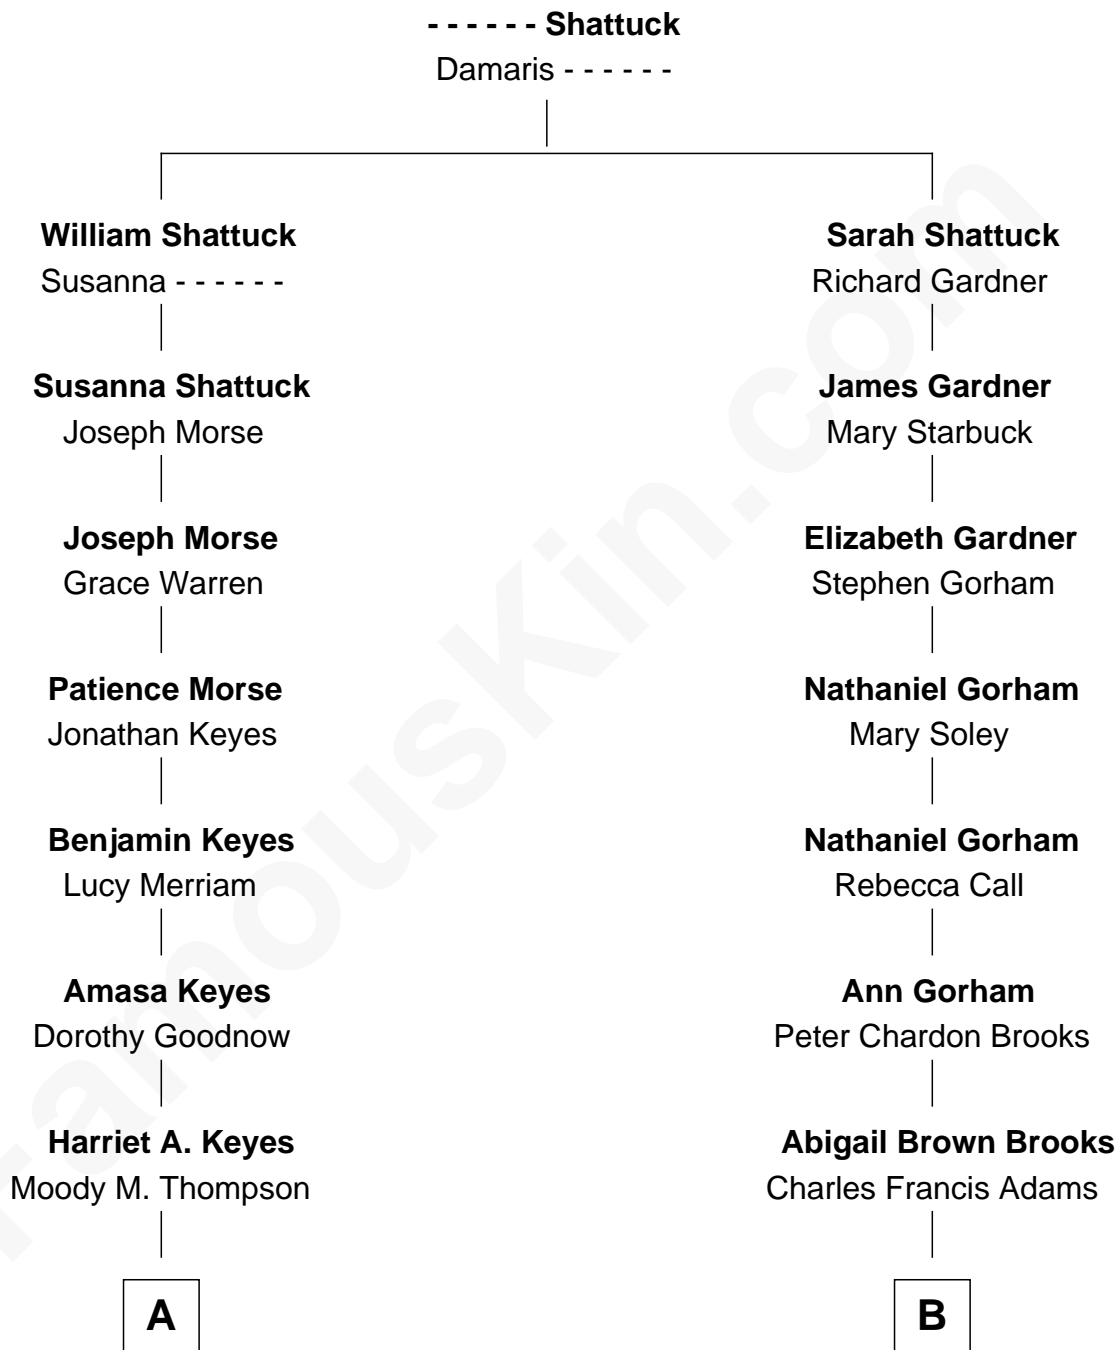 - - - - - - Shattuck
Damaris - - - - - -
William Shattuck
Susanna - - - - - -
Sarah Shattuck
Richard Gardner
Susanna Shattuck
Joseph Morse
James Gardner
Mary Starbuck
Joseph Morse
Grace Warren
Elizabeth Gardner
Stephen Gorham
Patience Morse
Jonathan Keyes
Nathaniel Gorham
Mary Soley
Benjamin Keyes
Lucy Merriam
Nathaniel Gorham
Rebecca Call
Amasa Keyes
Dorothy Goodnow
Ann Gorham
Peter Chardon Brooks
Harriet A. Keyes
Moody M. Thompson
Abigail Brown Brooks
Charles Francis Adams
A
B
FamousKin.com